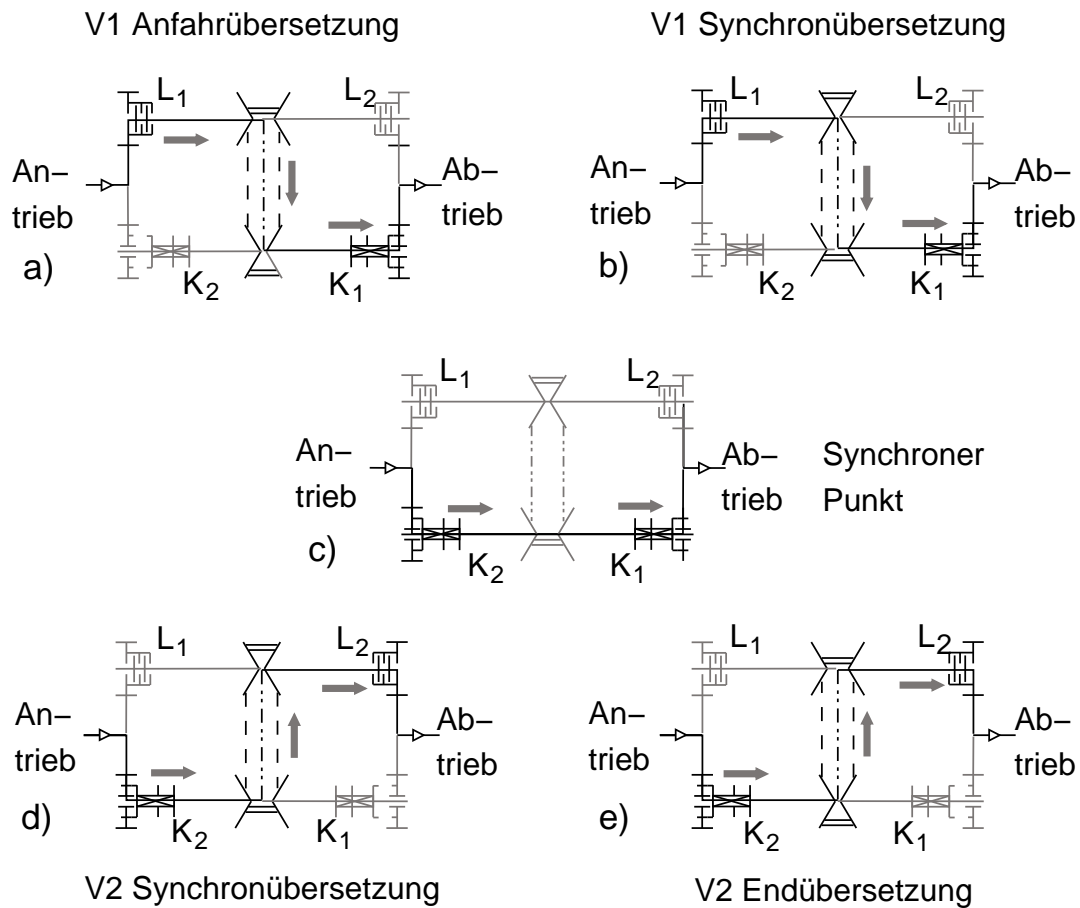 V1 Anfahrübersetzung
L1
L2
An–
trieb
Ab–
trieb
a)
K2
K1
V1 Synchronübersetzung
L1
L2
An–
trieb
Ab–
trieb
b)
K2
K1
L1
L2
An–
trieb
Ab–
trieb
Synchroner
Punkt
c)
K2
K1
L1
L2
An–
trieb
Ab–
trieb
d)
K2
K1
V2 Synchronübersetzung
L1
L2
An–
trieb
Ab–
trieb
e)
K2
K1
V2 Endübersetzung